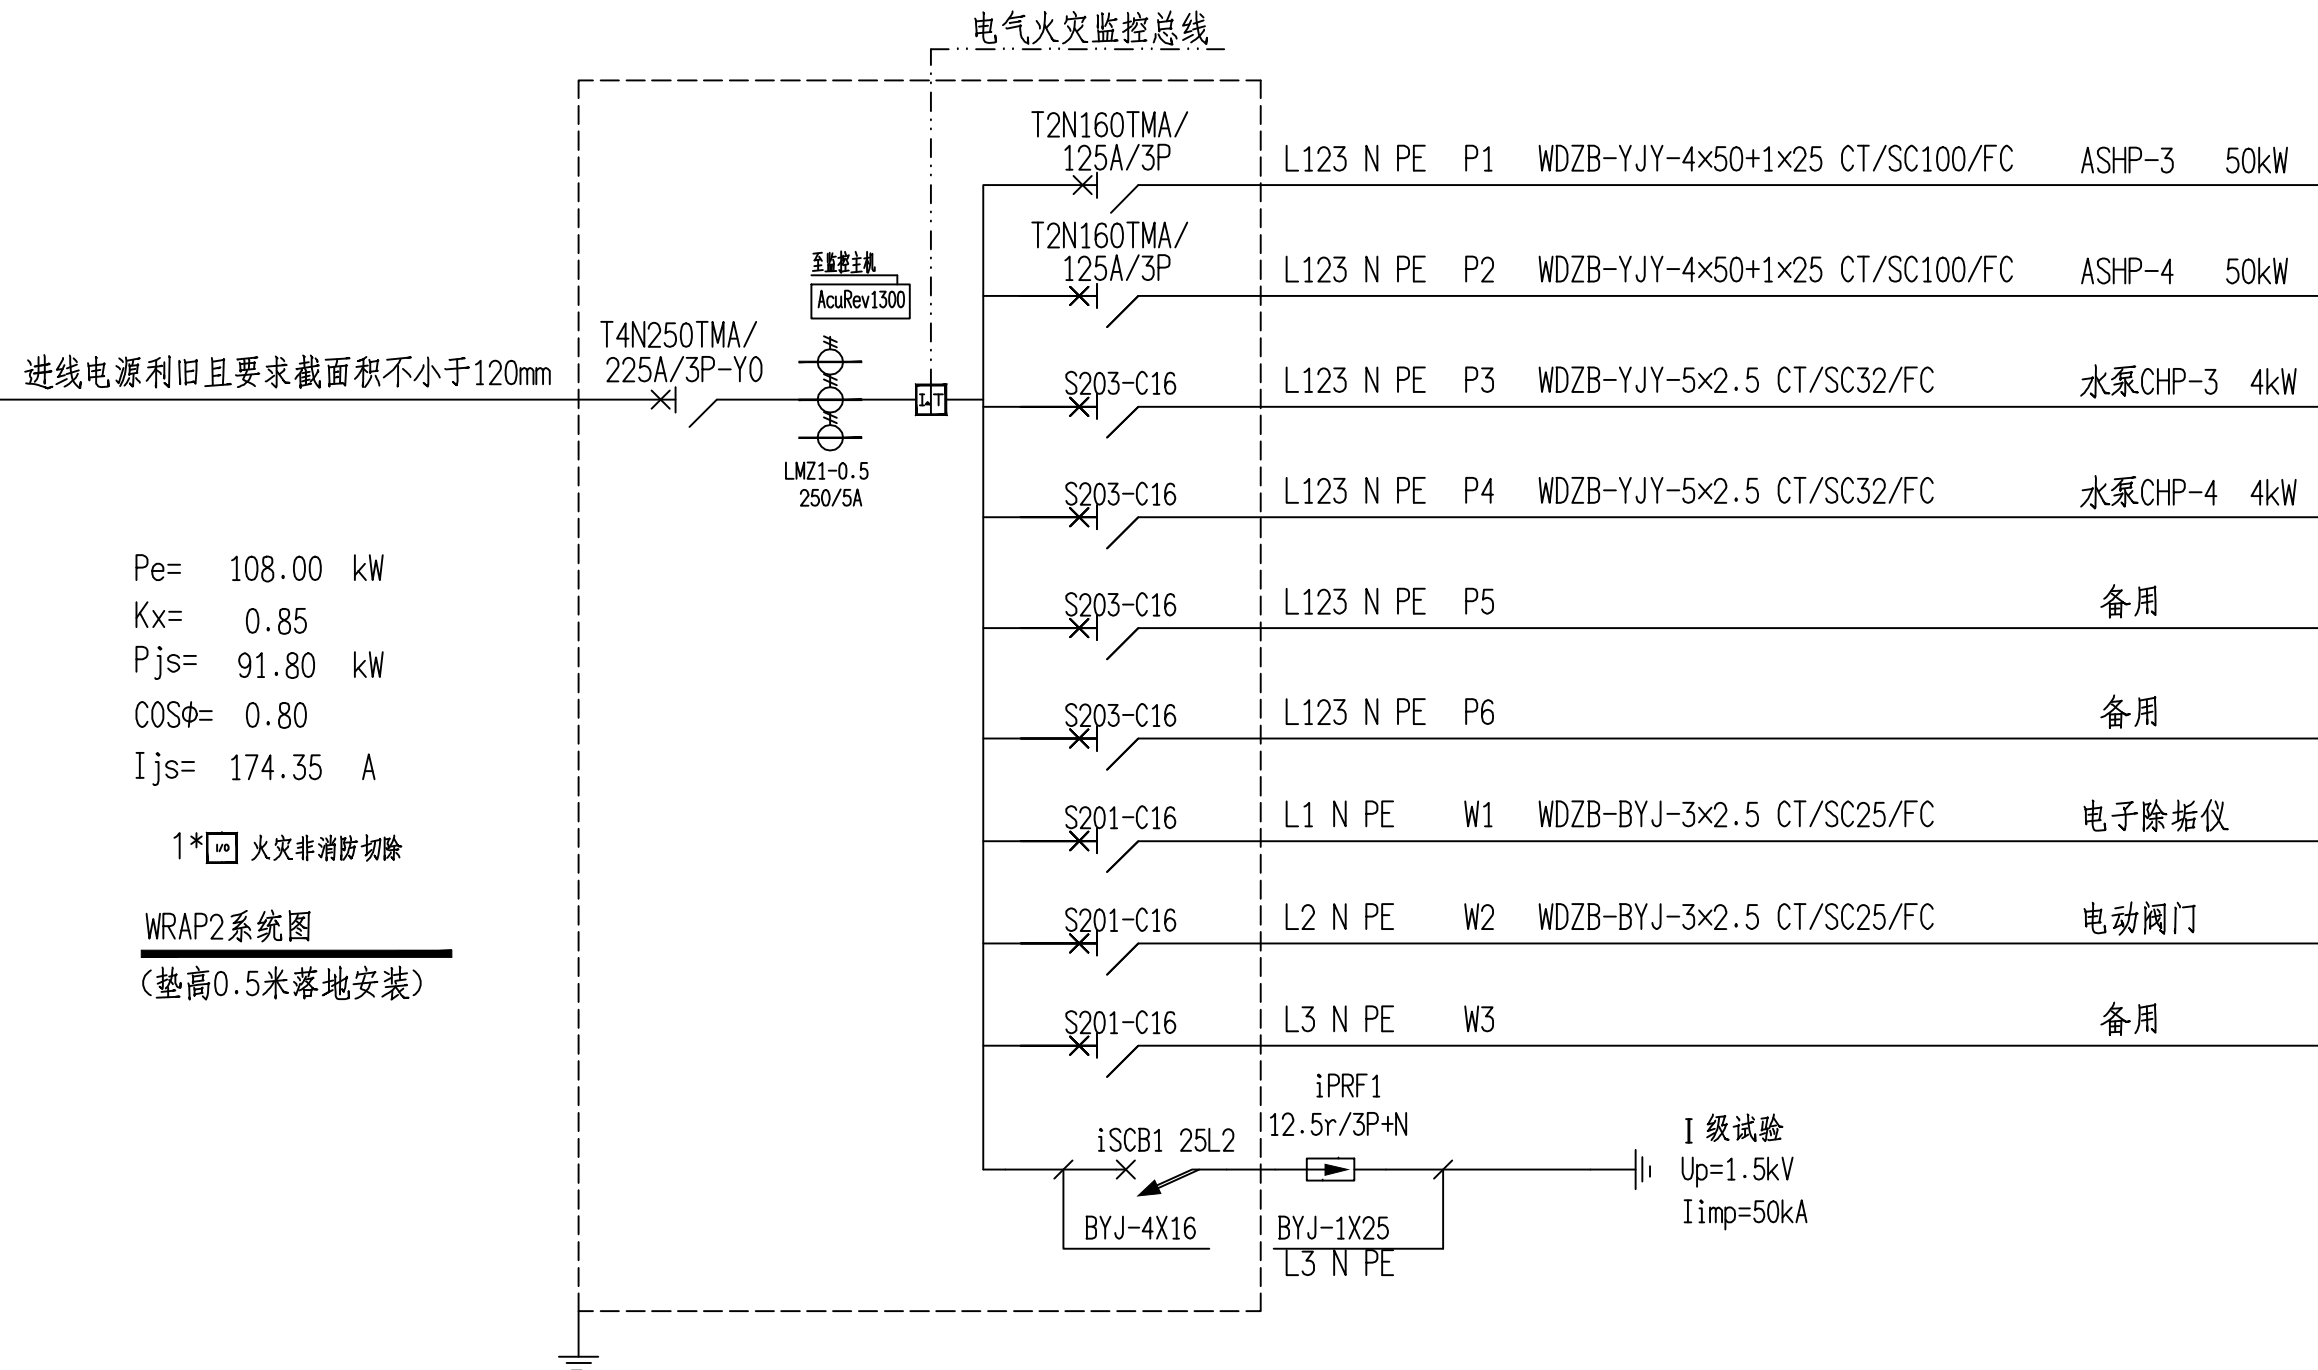 电气火灾监控总线
T2N160TMA/
125A/3P
L123 N PE P1 WDZB-YJY-4×50+1×25 CT/SC100/FC ASHP-3 50kW
T2N160TMA/
125A/3P
L123 N PE P2 WDZB-YJY-4×50+1×25 CT/SC100/FC ASHP-4 50kW
至监控主机
AcuRev1300
T4N250TMA/
225A/3P-Y0
进线电源利旧且要求截面积不小于120mm
S203-C16 L123 N PE P3 WDZB-YJY-5×2.5 CT/SC32/FC 水泵CHP-3 4kW
LMZ1-0.5
250/5A
S203-C16 L123 N PE P4 WDZB-YJY-5×2.5 CT/SC32/FC 水泵CHP-4 4kW
S203-C16 L123 N PE P5 备用
S203-C16 L123 N PE P6 备用
S201-C16 L1 N PE W1 WDZB-BYJ-3×2.5 CT/SC25/FC 电子除垢仪
S201-C16 L2 N PE W2 WDZB-BYJ-3×2.5 CT/SC25/FC 电动阀门
S201-C16 L3 N PE W3 备用
Pe= 108.00 kW
Kx= 0.85
Pjs= 91.80 kW
COSφ= 0.80
Ijs= 174.35 A
1* I/O 火灾非消防切除
WRAP2系统图
(垫高0.5米落地安装)
iPRF1
12.5r/3P+N
iSCB1 25L2
BYJ-4X16
BYJ-1X25
L3 N PE
I 级试验
Up=1.5kV
Iimp=50kA